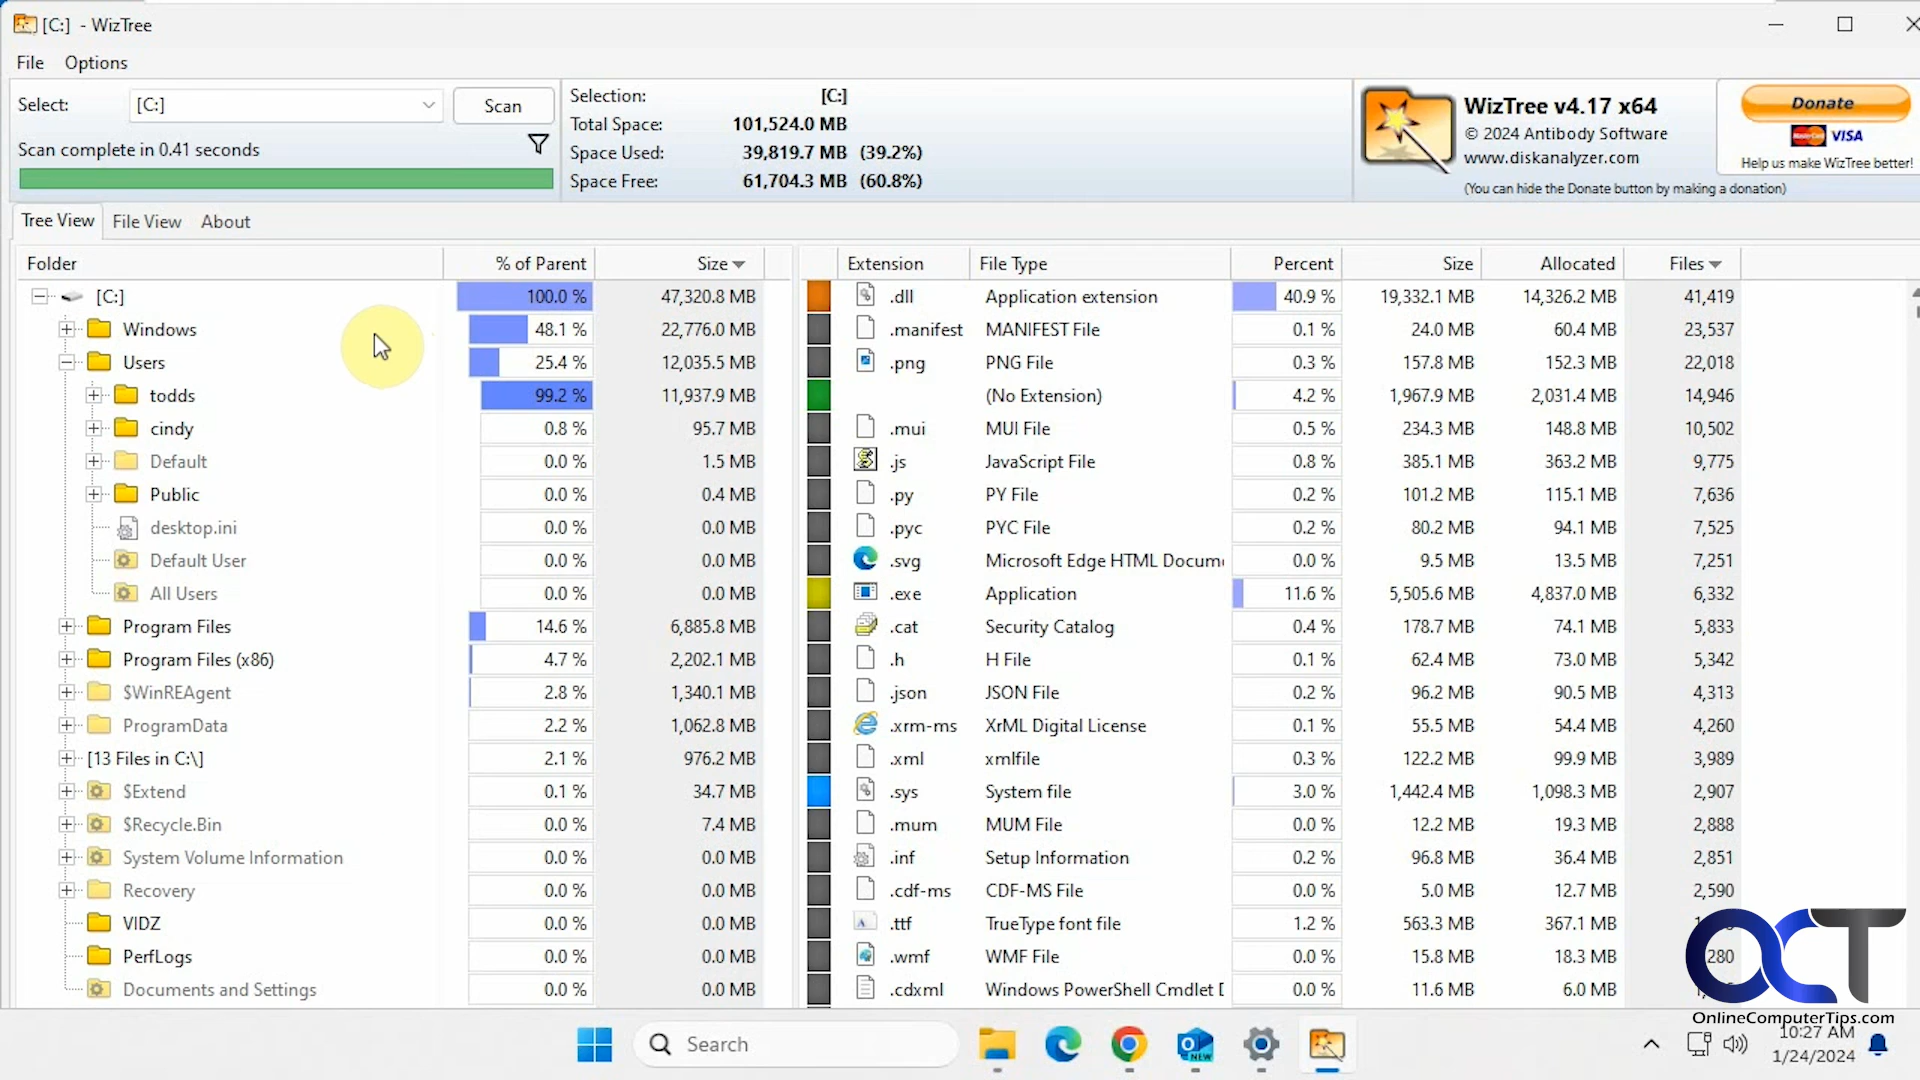 [C:] - WizTree
File Options
Select: [C:] Scan
Scan complete in 0.41 seconds
Selection: [C:]
Total Space: 101,524.0 MB
Space Used: 39,819.7 MB (39.2%)
Space Free: 61,704.3 MB (60.8%)
WizTree v4.17 x64
© 2024 Antibody Software
www.diskanalyzer.com
(You can hide the Donate button by making a donation)
Donate
MasterCard VISA
Help us make WizTree better!
Tree View File View About
Folder % of Parent Size
[C:] 100.0 % 47,320.8 MB
Windows 48.1 % 22,776.0 MB
Users 25.4 % 12,035.5 MB
todds 99.2 % 11,937.9 MB
cindy 0.8 % 95.7 MB
Default 0.0 % 1.5 MB
Public 0.0 % 0.4 MB
desktop.ini 0.0 % 0.0 MB
Default User 0.0 % 0.0 MB
All Users 0.0 % 0.0 MB
Program Files 14.6 % 6,885.8 MB
Program Files (x86) 4.7 % 2,202.1 MB
$WinREAgent 2.8 % 1,340.1 MB
ProgramData 2.2 % 1,062.8 MB
[13 Files in C:\] 2.1 % 976.2 MB
$Extend 0.1 % 34.7 MB
$Recycle.Bin 0.0 % 7.4 MB
System Volume Information 0.0 % 0.0 MB
Recovery 0.0 % 0.0 MB
VIDZ 0.0 % 0.0 MB
PerfLogs 0.0 % 0.0 MB
Documents and Settings 0.0 % 0.0 MB
Extension File Type Percent Size Allocated Files
.dll Application extension 40.9 % 19,332.1 MB 14,326.2 MB 41,419
.manifest MANIFEST File 0.1 % 24.0 MB 60.4 MB 23,537
.png PNG File 0.3 % 157.8 MB 152.3 MB 22,018
(No Extension) 4.2 % 1,967.9 MB 2,031.4 MB 14,946
.mui MUI File 0.5 % 234.3 MB 148.8 MB 10,502
.js JavaScript File 0.8 % 385.1 MB 363.2 MB 9,775
.py PY File 0.2 % 101.2 MB 115.1 MB 7,636
.pyc PYC File 0.2 % 80.2 MB 94.1 MB 7,525
.svg Microsoft Edge HTML Docum 0.0 % 9.5 MB 13.5 MB 7,251
.exe Application 11.6 % 5,505.6 MB 4,837.0 MB 6,332
.cat Security Catalog 0.4 % 178.7 MB 74.1 MB 5,833
.h H File 0.1 % 62.4 MB 73.0 MB 5,342
.json JSON File 0.2 % 96.2 MB 90.5 MB 4,313
.xrm-ms XrML Digital License 0.1 % 55.5 MB 54.4 MB 4,260
.xml xmlfile 0.3 % 122.2 MB 99.9 MB 3,989
.sys System file 3.0 % 1,442.4 MB 1,098.3 MB 2,907
.mum MUM File 0.0 % 12.2 MB 19.3 MB 2,888
.inf Setup Information 0.2 % 96.8 MB 36.4 MB 2,851
.cdf-ms CDF-MS File 0.0 % 5.0 MB 12.7 MB 2,590
.ttf TrueType font file 1.2 % 563.3 MB 367.1 MB
.wmf WMF File 0.0 % 15.8 MB 18.3 MB
.cdxml Windows PowerShell Cmdlet D 0.0 % 11.6 MB 6.0 MB
OCT
OnlineComputerTips.com
Search
NEW
10:27 AM
1/24/2024